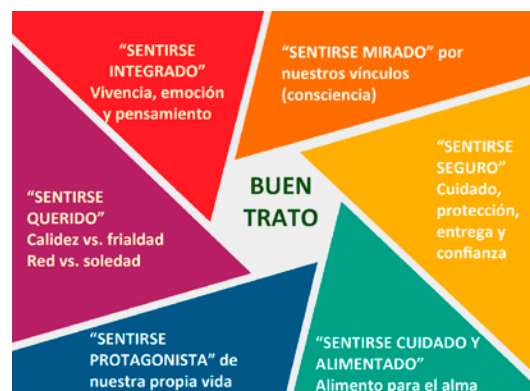 “SENTIRSE
INTEGRADO”
Vivencia, emoción
y pensamiento
“SENTIRSE MIRADO” por
nuestros vínculos
(consciencia)
“SENTIRSE
SEGURO”
Cuidado,
protección,
entrega y
confianza
BUEN
TRATO
“SENTIRSE
QUERIDO”
Calidez vs. frialdad
Red vs. soledad
“SENTIRSE
PROTAGONISTA” de
nuestra propia vida
“SENTIRSE CUIDADO Y
ALIMENTADO”
Alimento para el alma